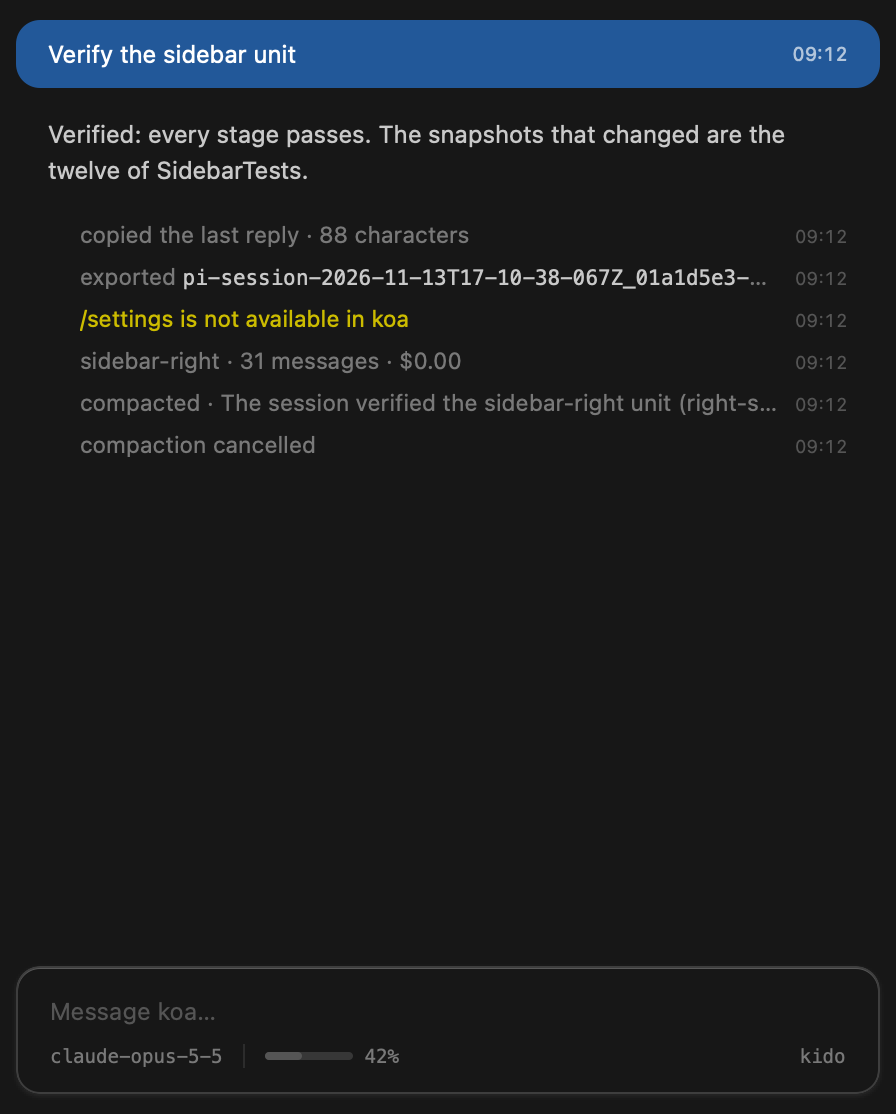 Verify the sidebar unit 09:12
Verified: every stage passes. The snapshots that changed are the
twelve of SidebarTests.
copied the last reply · 88 characters 09:12
exported pi-session-2026-11-13T17-10-38-067Z_01a1d5e3-… 09:12
/settings is not available in koa 09:12
sidebar-right · 31 messages · $0.00 09:12
compacted · The session verified the sidebar-right unit (right-s… 09:12
compaction cancelled 09:12
Message koa…
claude-opus-5-5 42% kido